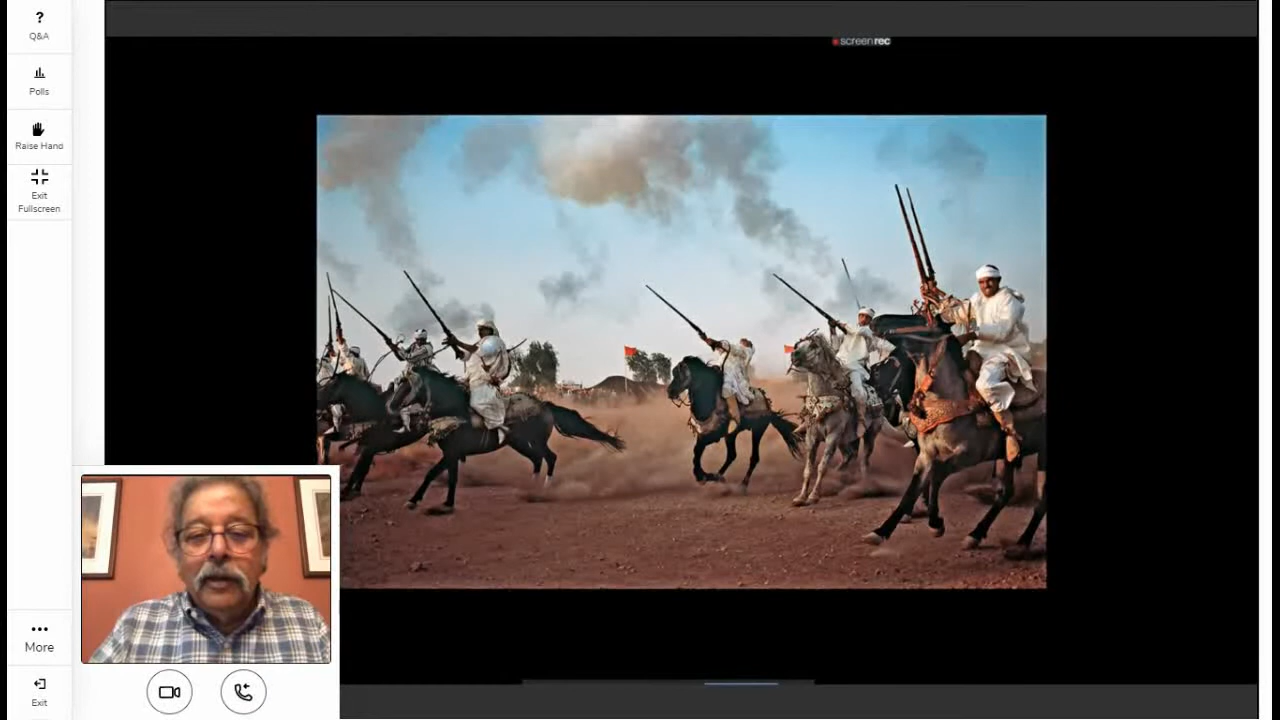 Q&A
Polls
Raise Hand
Exit
Fullscreen
screenrec
More
Exit